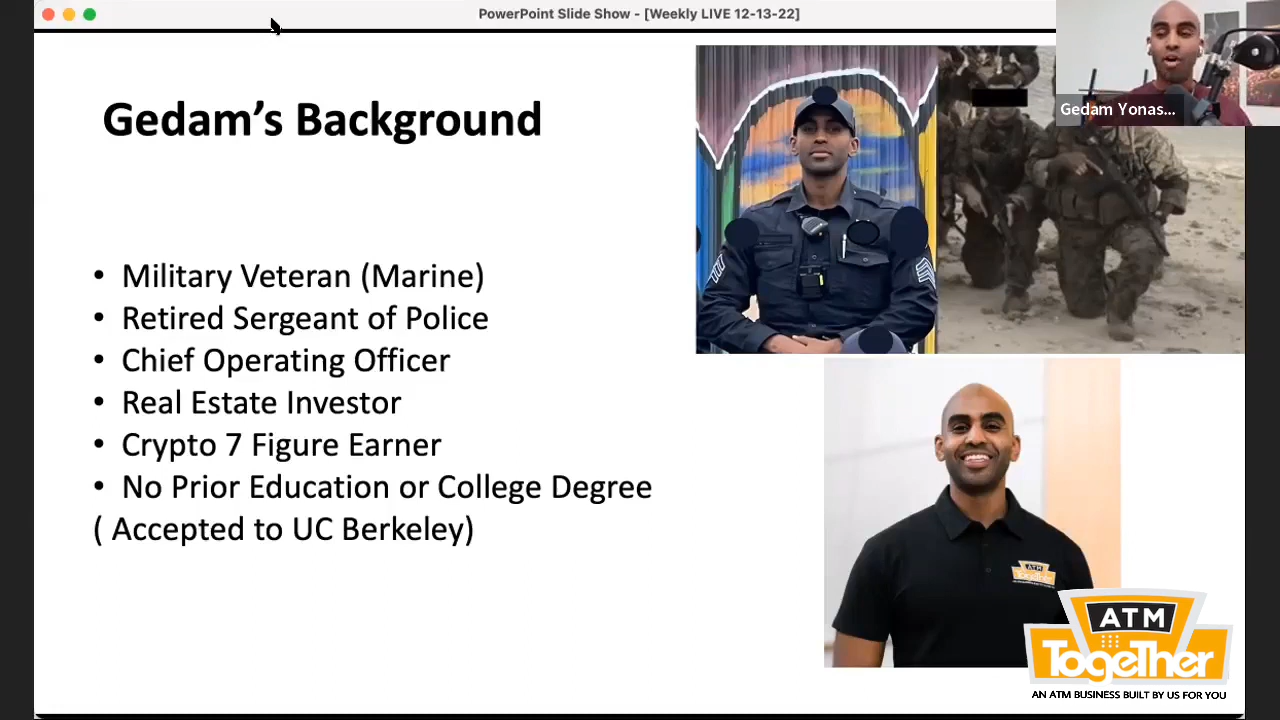 PowerPoint Slide Show - [Weekly LIVE 12-13-22]
Gedam Yonas...
Gedam's Background
• Military Veteran (Marine)
• Retired Sergeant of Police
• Chief Operating Officer
• Real Estate Investor
• Crypto 7 Figure Earner
• No Prior Education or College Degree
( Accepted to UC Berkeley)
ATM
Together
ATM
Together
AN ATM BUSINESS BUILT BY US FOR YOU